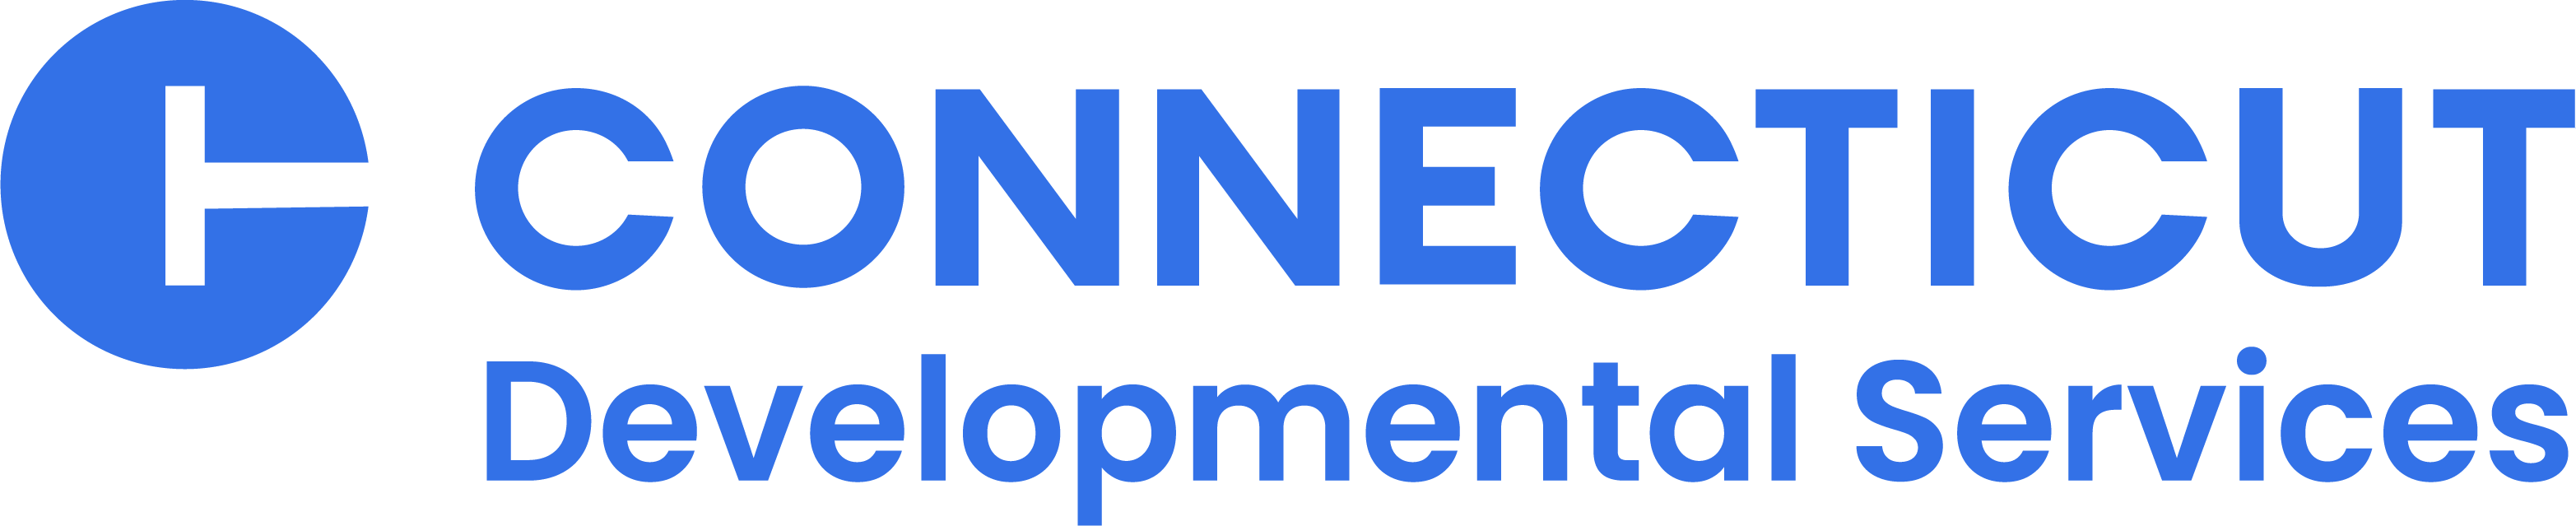 CONNECTICUT
Developmental Services